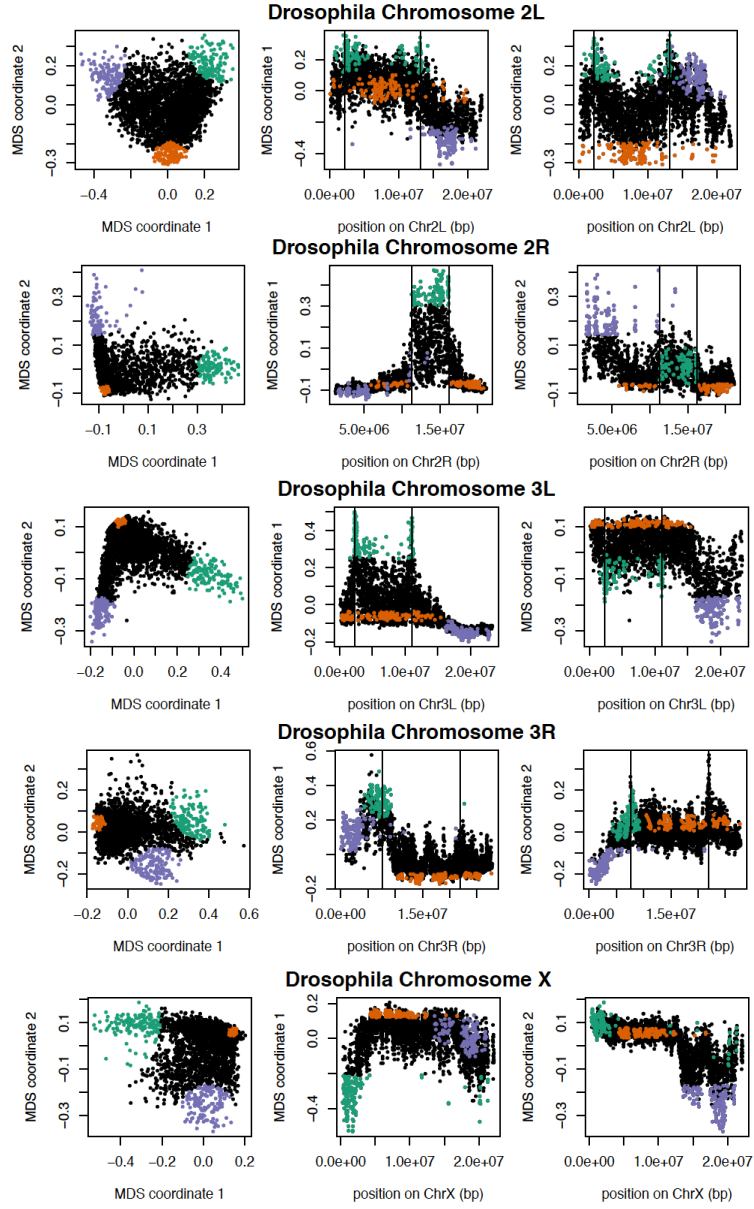 Drosophila Chromosome 2L
MDS coordinate 2
0.2
0.0
−0.1
−0.3
−0.4 0.0 0.2
MDS coordinate 1
MDS coordinate 1
0.2
0.0
−0.4
0.0e+00 1.0e+07 2.0e+07
position on Chr2L (bp)
MDS coordinate 2
0.2
0.0
−0.1
−0.3
0.0e+00 1.0e+07 2.0e+07
position on Chr2L (bp)
Drosophila Chromosome 2R
MDS coordinate 2
0.3
0.1
−0.1
−0.1 0.1 0.3
MDS coordinate 1
MDS coordinate 1
0.3
0.1
−0.1
5.0e+06 1.5e+07
position on Chr2R (bp)
MDS coordinate 2
0.3
0.1
−0.1
5.0e+06 1.5e+07
position on Chr2R (bp)
Drosophila Chromosome 3L
MDS coordinate 2
0.1
−0.1
−0.3
−0.2 0.0 0.2 0.4
MDS coordinate 1
MDS coordinate 1
0.4
0.2
0.0
−0.2
0.0e+00 1.0e+07 2.0e+07
position on Chr3L (bp)
MDS coordinate 2
0.1
−0.1
−0.3
0.0e+00 1.0e+07 2.0e+07
position on Chr3L (bp)
Drosophila Chromosome 3R
MDS coordinate 2
0.2
0.0
−0.2
−0.2 0.0 0.2 0.4 0.6
MDS coordinate 1
MDS coordinate 1
0.6
0.4
0.2
−0.2
0.0e+00 1.5e+07
position on Chr3R (bp)
MDS coordinate 2
0.2
0.0
−0.2
0.0e+00 1.5e+07
position on Chr3R (bp)
Drosophila Chromosome X
MDS coordinate 2
0.1
−0.1
−0.3
−0.4 −0.2 0.0 0.2
MDS coordinate 1
MDS coordinate 1
0.2
0.0
−0.4
0.0e+00 1.0e+07 2.0e+07
position on ChrX (bp)
MDS coordinate 2
0.1
−0.1
−0.3
0.0e+00 1.0e+07 2.0e+07
position on ChrX (bp)